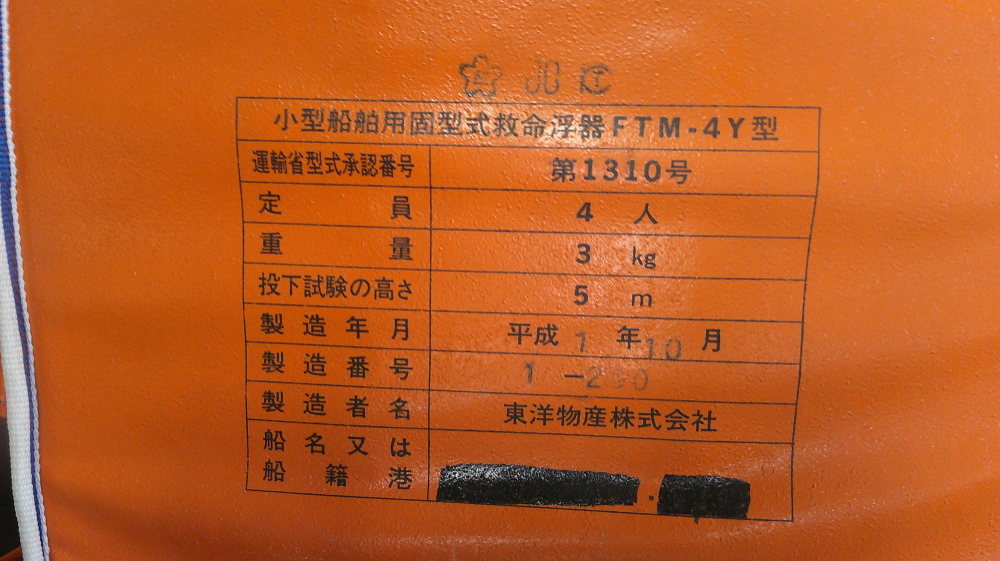 小型船舶用固型式救命浮器FTM-4Y型
運輸省型式承認番号 第1310号
定員 4人
重量 3kg
投下試験の高さ 5m
製造年月 平成1年10月
製造番号
製造者名 東洋物産株式会社
船名又は
船籍港